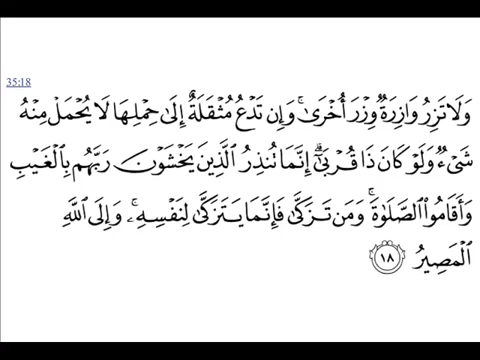 35:18
وَلَا تَزِرُ وَازِرَةٌ وِزْرَ أُخْرَىٰ ۚ وَإِن تَدْعُ مُثْقَلَةٌ إِلَىٰ حِمْلِهَا لَا يُحْمَلْ مِنْهُ
شَيْءٌ وَلَوْ كَانَ ذَا قُرْبَىٰ ۗ إِنَّمَا تُنذِرُ الَّذِينَ يَخْشَوْنَ رَبَّهُم بِالْغَيْبِ
وَأَقَامُوا الصَّلَاةَ ۚ وَمَن تَزَكَّىٰ فَإِنَّمَا يَتَزَكَّىٰ لِنَفْسِهِ ۚ وَإِلَى اللَّهِ
الْمَصِيرُ ١٨